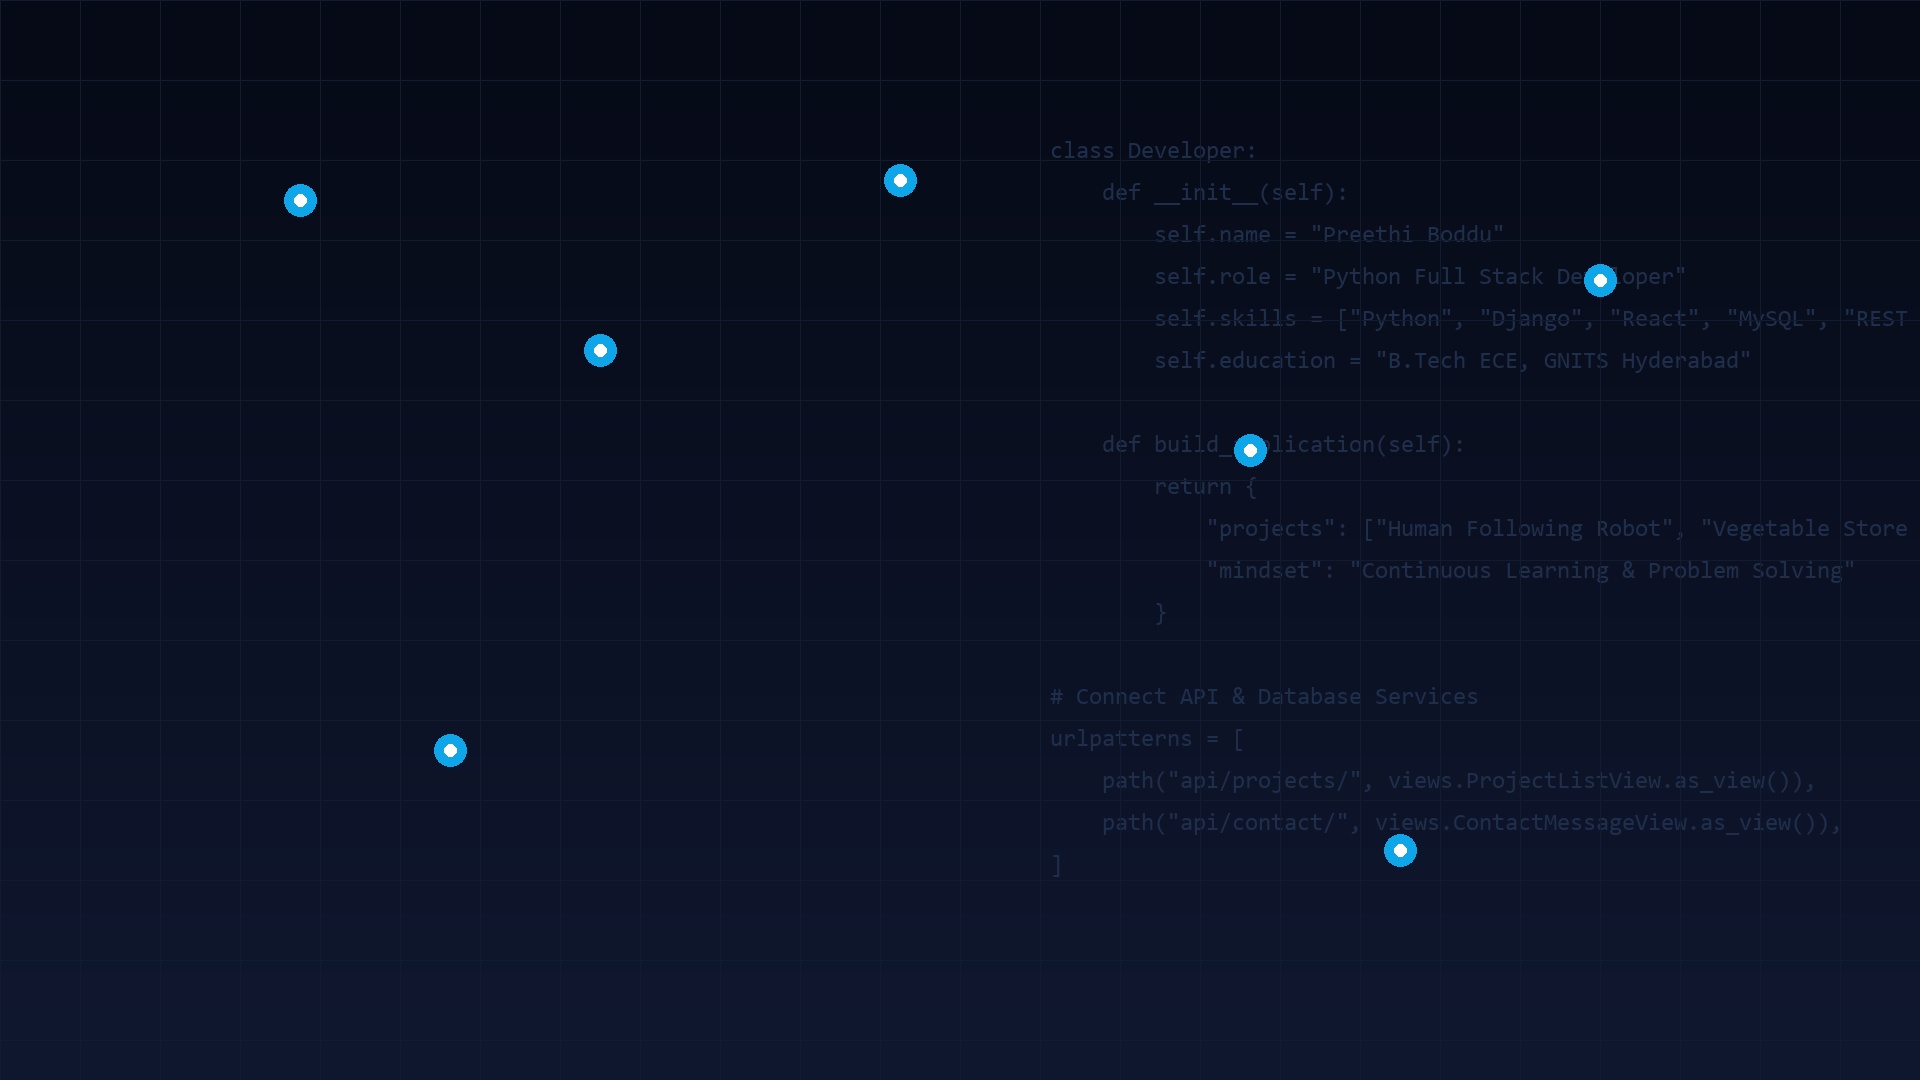 class Developer:
def __init__(self):
self.name = "Preethi Boddu"
self.role = "Python Full Stack De oper"
self.skills = ["Python", "Django", "React", "MySQL", "REST
self.education = "B.Tech ECE, GNITS Hyderabad"
def build_ lication(self):
return {
"projects": ["Human Following Robot", "Vegetable Store
"mindset": "Continuous Learning & Problem Solving"
}
# Connect API & Database Services
urlpatterns = [
path("api/projects/", views.ProjectListView.as_view()),
path("api/contact/", views.ContactMessageView.as_view()),
]